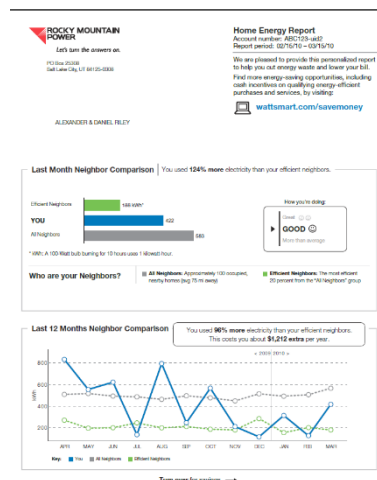 ROCKY MOUNTAIN
POWER
Let's turn the answers on.
PO Box 25308
Salt Lake City, UT 84125-0308
Home Energy Report
Account number: ABC123-uid2
Report period: 02/16/10 – 03/15/10
We are pleased to provide this personalized report
to help you cut energy waste and lower your bill.
Find more energy-saving opportunities, including
cash incentives on qualifying energy-efficient
purchases and services, by visiting:
wattsmart.com/savemoney
ALEXANDER & DANIEL RILEY
Last Month Neighbor Comparison | You used 124% more electricity than your efficient neighbors.
Efficient Neighbors
kWh*
YOU
422
All Neighbors
* kWh: A 100-Watt bulb burning for 10 hours uses 1 kilowatt-hour.
How you're doing:
Great
GOOD
More than average
Who are your Neighbors?
All Neighbors: Approximately 100 occupied,
nearby homes (avg mi away)
Efficient Neighbors: The most efficient
20 percent from the "All Neighbors" group
Last 12 Months Neighbor Comparison
You used 96% more electricity than your efficient neighbors.
This costs you about $1,212 extra per year.
2009 2010
kWh
800
600
400
200
APR MAY JUN JUL AUG SEP OCT NOV DEC JAN FEB MAR
Key: You All Neighbors Efficient Neighbors
Turn over for savings